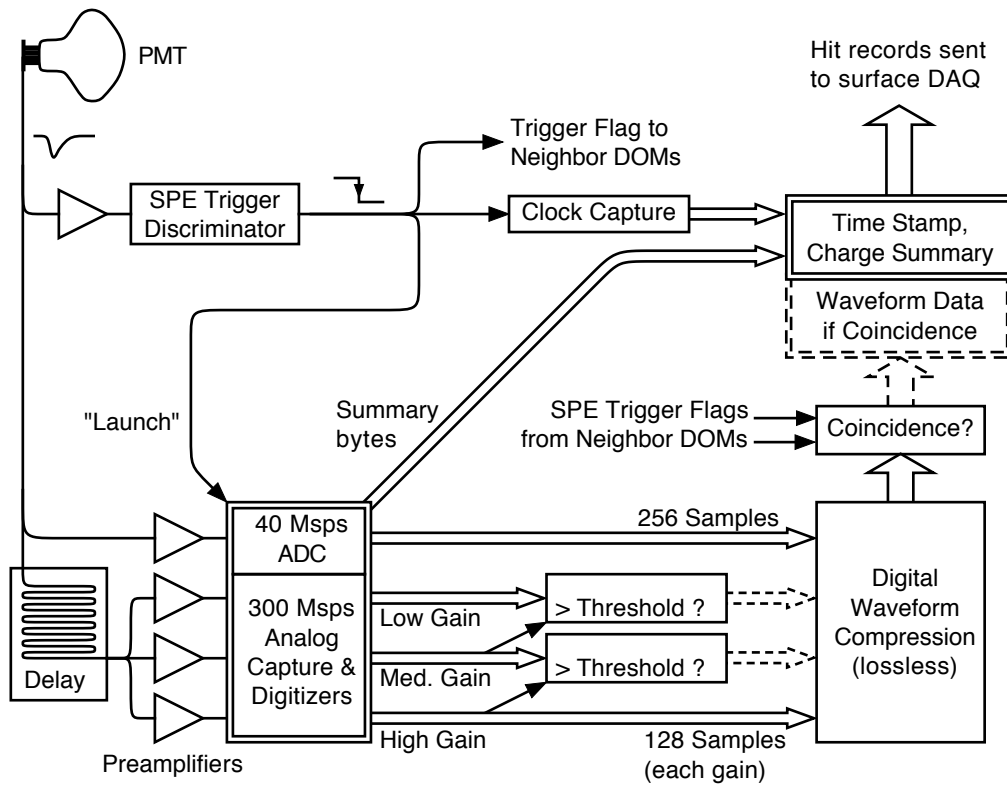 PMT
Hit records sent
to surface DAQ
Trigger Flag to
Neighbor DOMs
SPE Trigger
Discriminator
Clock Capture
Time Stamp,
Charge Summary
Waveform Data
if Coincidence
"Launch"
Summary
bytes
SPE Trigger Flags
from Neighbor DOMs
Coincidence?
40 Msps
ADC
256 Samples
300 Msps
Analog
Capture &
Digitizers
Low Gain
> Threshold ?
Med. Gain
> Threshold ?
High Gain
128 Samples
(each gain)
Digital
Waveform
Compression
(lossless)
Delay
Preamplifiers